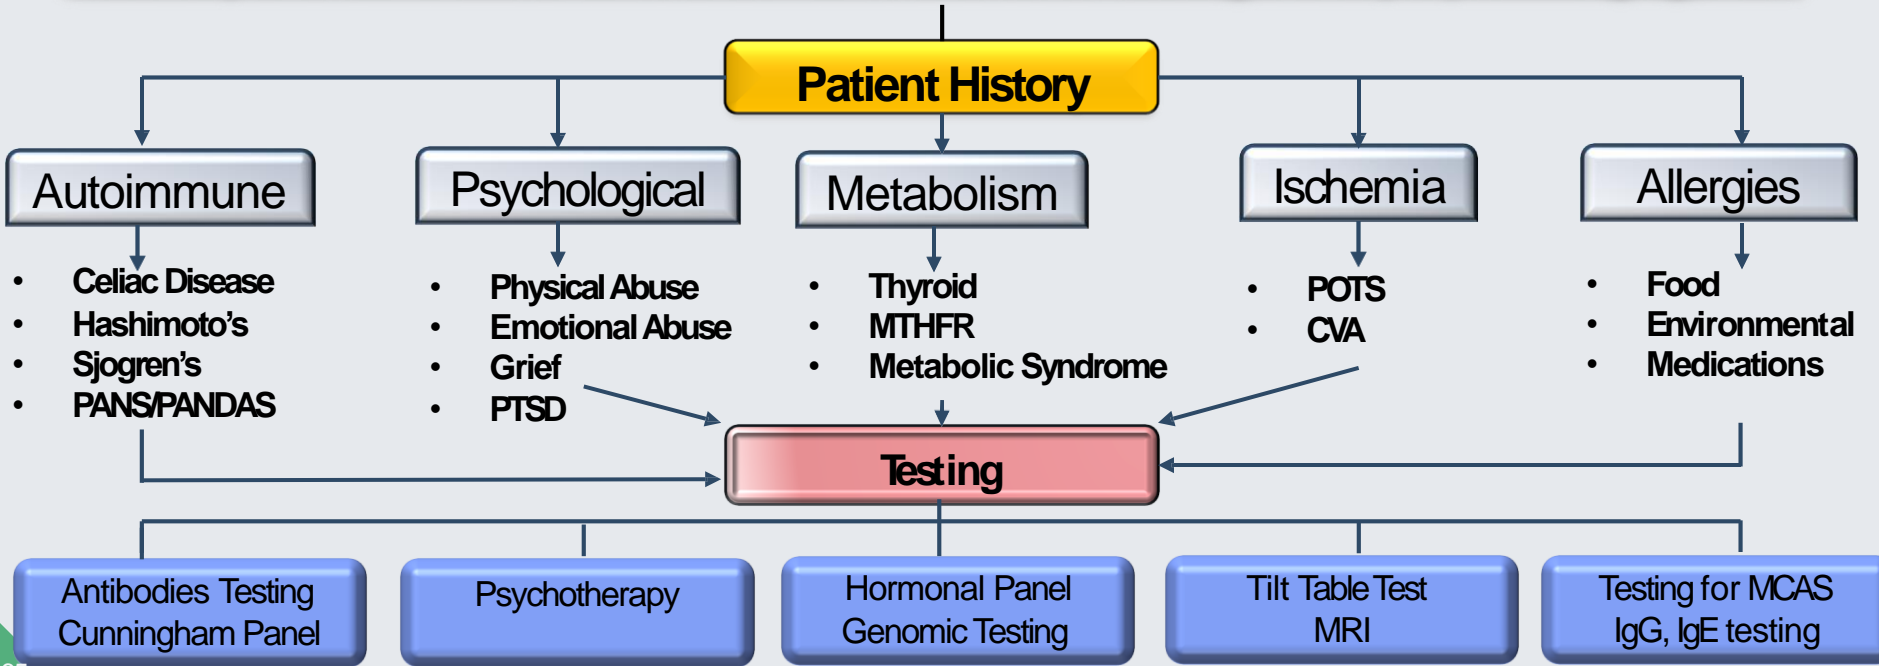 Patient History
Autoimmune
Psychological
Metabolism
Ischemia
Allergies
• Celiac Disease
• Hashimoto’s
• Sjogren’s
• PANS/PANDAS
• Physical Abuse
• Emotional Abuse
• Grief
• PTSD
• Thyroid
• MTHFR
• Metabolic Syndrome
• POTS
• CVA
• Food
• Environmental
• Medications
Testing
Antibodies Testing
Cunningham Panel
Psychotherapy
Hormonal Panel
Genomic Testing
Tilt Table Test
MRI
Testing for MCAS
IgG, IgE testing